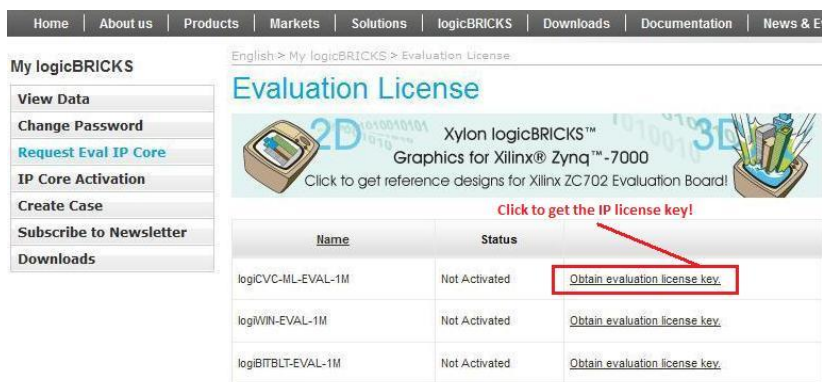 Home | About us | Products | Markets | Solutions | logicBRICKS | Downloads | Documentation | News & E
My logicBRICKS
View Data
Change Password
Request Eval IP Core
IP Core Activation
Create Case
Subscribe to Newsletter
Downloads
English > My logicBRICKS > Evaluation License
Evaluation License
2D
3D
Xylon logicBRICKS™
Graphics for Xilinx® Zynq™-7000
Click to get reference designs for Xilinx ZC702 Evaluation Board!
Click to get the IP license key!
Name Status
logiCVC-ML-EVAL-1M Not Activated Obtain evaluation license key.
logiWIN-EVAL-1M Not Activated Obtain evaluation license key.
logiBITBLT-EVAL-1M Not Activated Obtain evaluation license key.